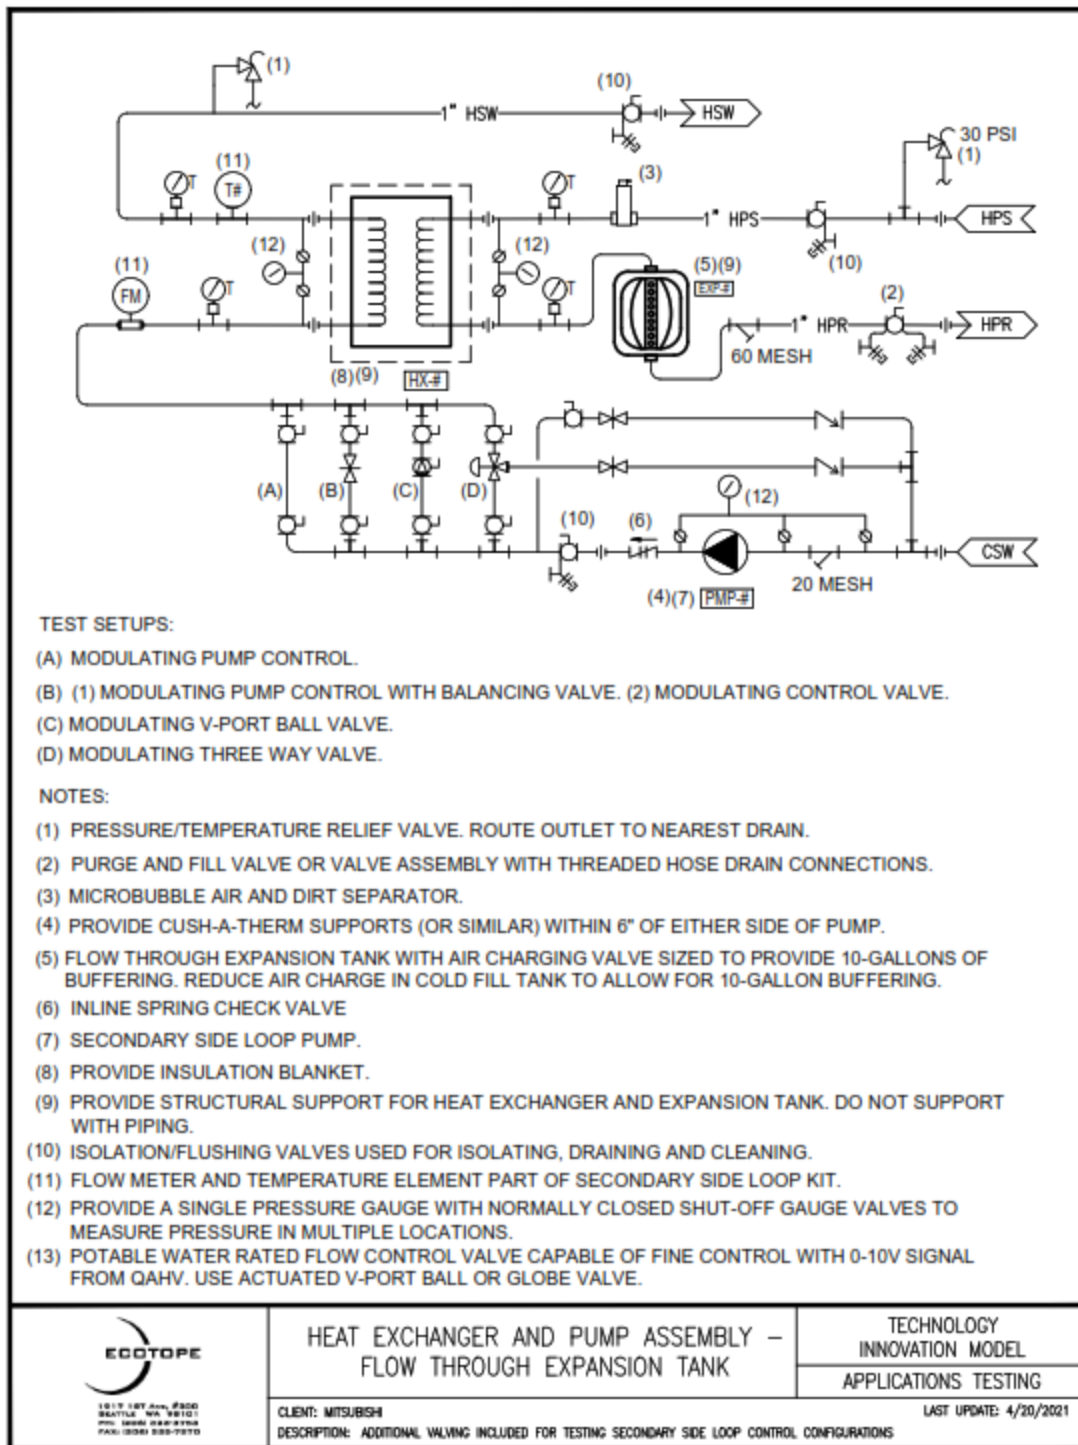 (1)
(10)
1" HSW
HSW
30 PSI
(1)
(11)
T
T#
T
(3)
1" HPS
HPS
(10)
(12)
(12)
(11)
FM
T
T
(5)(9)
EXP-#
(2)
1" HPR
HPR
60 MESH
(8)(9)
HX-#
(A)
(B)
(C)
(D)
(12)
(10)
(6)
CSW
20 MESH
(4)(7) PMP-#
TEST SETUPS:
(A) MODULATING PUMP CONTROL.
(B) (1) MODULATING PUMP CONTROL WITH BALANCING VALVE. (2) MODULATING CONTROL VALVE.
(C) MODULATING V-PORT BALL VALVE.
(D) MODULATING THREE WAY VALVE.
NOTES:
(1) PRESSURE/TEMPERATURE RELIEF VALVE. ROUTE OUTLET TO NEAREST DRAIN.
(2) PURGE AND FILL VALVE OR VALVE ASSEMBLY WITH THREADED HOSE DRAIN CONNECTIONS.
(3) MICROBUBBLE AIR AND DIRT SEPARATOR.
(4) PROVIDE CUSH-A-THERM SUPPORTS (OR SIMILAR) WITHIN 6" OF EITHER SIDE OF PUMP.
(5) FLOW THROUGH EXPANSION TANK WITH AIR CHARGING VALVE SIZED TO PROVIDE 10-GALLONS OF
BUFFERING. REDUCE AIR CHARGE IN COLD FILL TANK TO ALLOW FOR 10-GALLON BUFFERING.
(6) INLINE SPRING CHECK VALVE
(7) SECONDARY SIDE LOOP PUMP.
(8) PROVIDE INSULATION BLANKET.
(9) PROVIDE STRUCTURAL SUPPORT FOR HEAT EXCHANGER AND EXPANSION TANK. DO NOT SUPPORT
WITH PIPING.
(10) ISOLATION/FLUSHING VALVES USED FOR ISOLATING, DRAINING AND CLEANING.
(11) FLOW METER AND TEMPERATURE ELEMENT PART OF SECONDARY SIDE LOOP KIT.
(12) PROVIDE A SINGLE PRESSURE GAUGE WITH NORMALLY CLOSED SHUT-OFF GAUGE VALVES TO
MEASURE PRESSURE IN MULTIPLE LOCATIONS.
(13) POTABLE WATER RATED FLOW CONTROL VALVE CAPABLE OF FINE CONTROL WITH 0-10V SIGNAL
FROM QAHV. USE ACTUATED V-PORT BALL OR GLOBE VALVE.
ECOTOPE
SEATTLE WA 98101
HEAT EXCHANGER AND PUMP ASSEMBLY –
FLOW THROUGH EXPANSION TANK
TECHNOLOGY
INNOVATION MODEL
APPLICATIONS TESTING
CLIENT: MITSUBISHI
LAST UPDATE: 4/20/2021
DESCRIPTION: ADDITIONAL VALVING INCLUDED FOR TESTING SECONDARY SIDE LOOP CONTROL CONFIGURATIONS